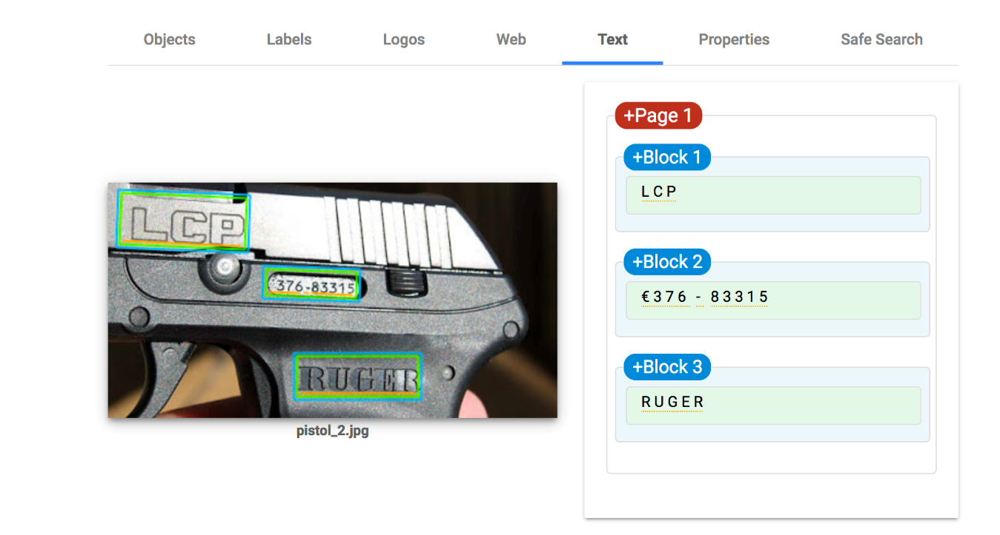 Objects Labels Logos Web Text Properties Safe Search
LCP
376-83315
RUGER
pistol_2.jpg
+Page 1
+Block 1
LCP
+Block 2
€376 - 83315
+Block 3
RUGER